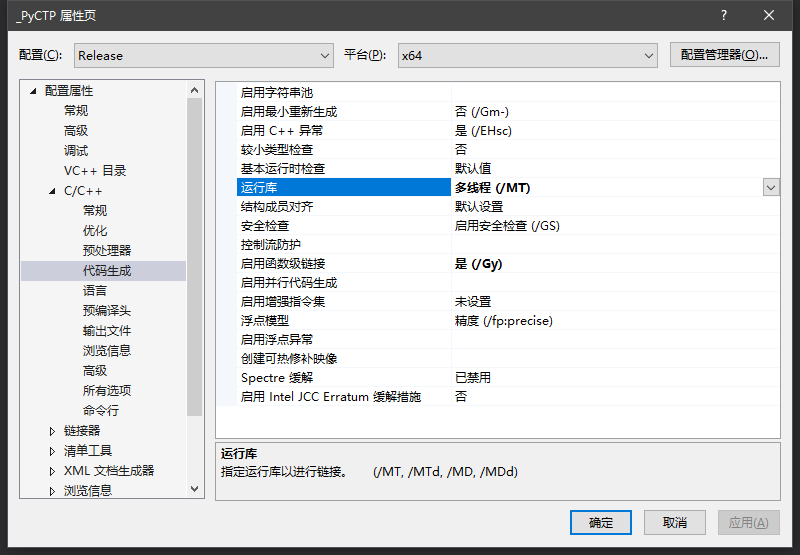 _PyCTP 属性页
配置(C): Release 平台(P): x64 配置管理器(O)...
配置属性
常规
高级
调试
VC++ 目录
C/C++
常规
优化
预处理器
代码生成
语言
预编译头
输出文件
浏览信息
高级
所有选项
命令行
链接器
清单工具
XML 文档生成器
浏览信息
启用字符串池
启用最小重新生成 否 (/Gm-)
启用 C++ 异常 是 (/EHsc)
较小类型检查 否
基本运行时检查 默认值
运行库 多线程 (/MT)
结构成员对齐 默认设置
安全检查 启用安全检查 (/GS)
控制流防护
启用函数级链接 是 (/Gy)
启用并行代码生成
启用增强指令集 未设置
浮点模型 精度 (/fp:precise)
启用浮点异常
创建可热修补映像
Spectre 缓解 已禁用
启用 Intel JCC Erratum 缓解措施 否
运行库
指定运行库以进行链接。 (/MT, /MTd, /MD, /MDd)
确定 取消 应用(A)